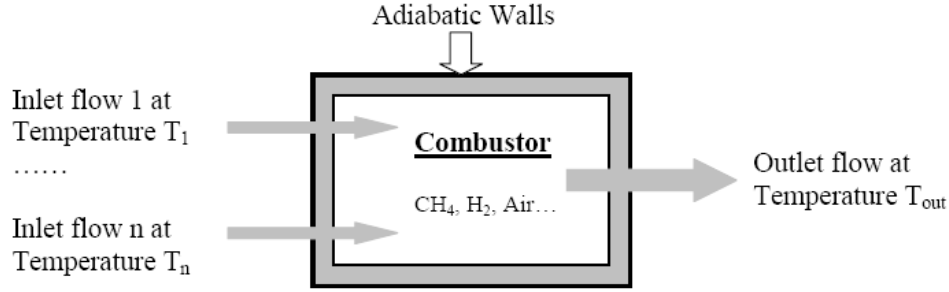 Adiabatic Walls
Inlet flow 1 at
Temperature T₁
……
Inlet flow n at
Temperature Tₙ
Combustor
CH₄, H₂, Air…
Outlet flow at
Temperature Tout